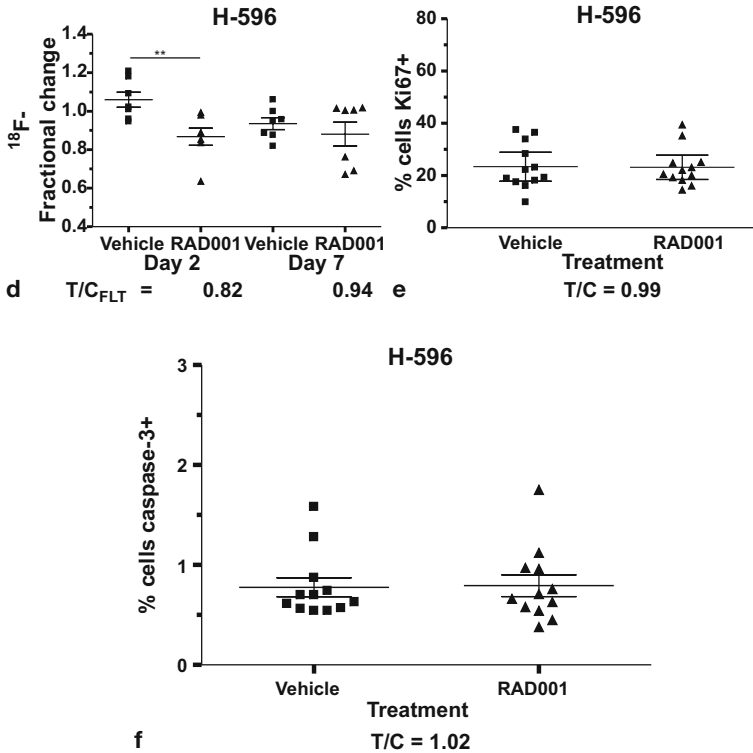 H-596
18F-
Fractional change
1.4
1.2
1.0
0.8
0.6
0.4
**
Vehicle RAD001 Vehicle RAD001
Day 2 Day 7
d T/CFLT = 0.82 0.94
H-596
% cells Ki67+
80
60
40
20
0
Vehicle RAD001
Treatment
e T/C = 0.99
H-596
% cells caspase-3+
3
2
1
0
Vehicle RAD001
Treatment
f T/C = 1.02